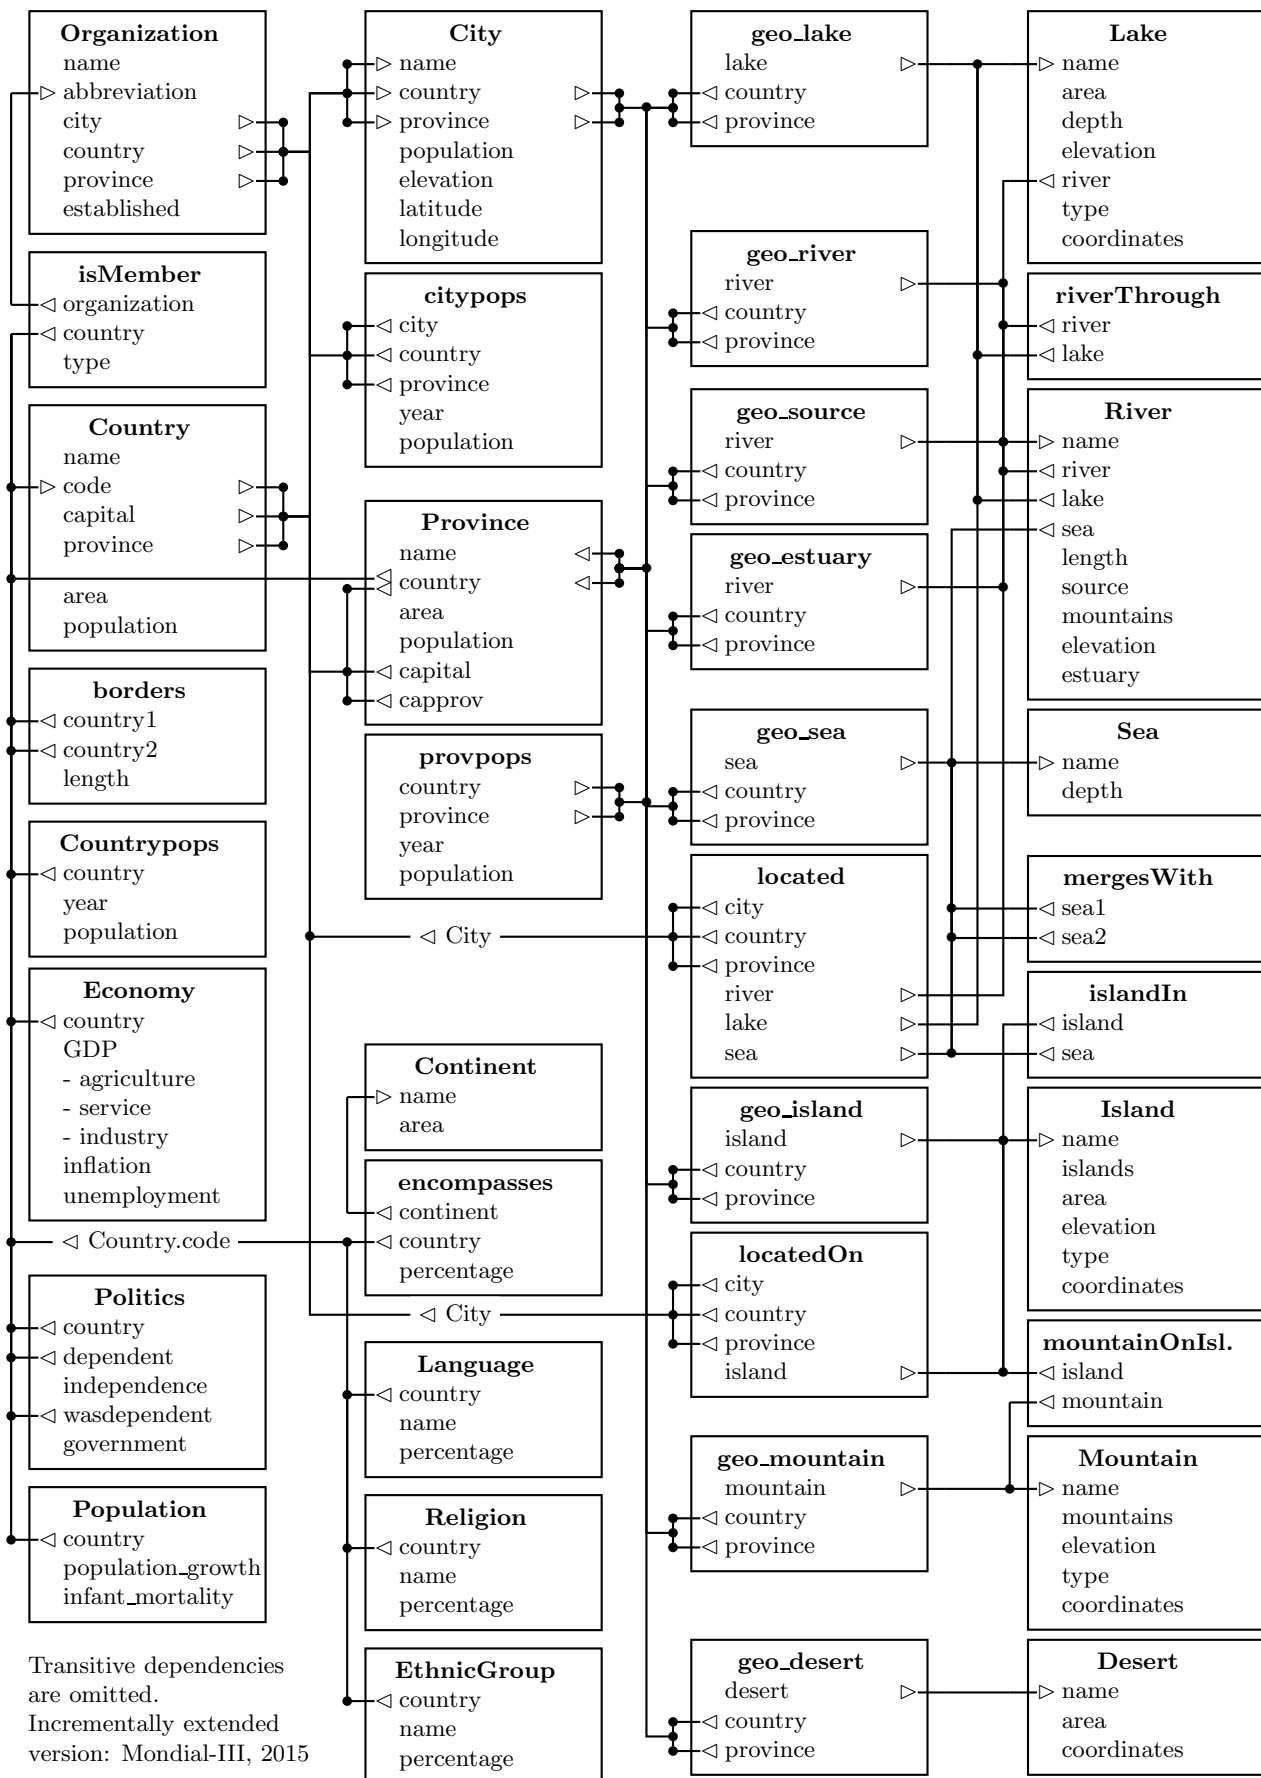 Organization
name
abbreviation
city
country
province
established
isMember
organization
country
type
Country
name
code
capital
province
area
population
borders
country1
country2
length
Countrypops
country
year
population
Economy
country
GDP
- agriculture
- service
- industry
inflation
unemployment
Country.code
Politics
country
dependent
independence
wasdependent
government
Population
country
population_growth
infant_mortality
Transitive dependencies
are omitted.
Incrementally extended
version: Mondial-III, 2015
City
name
country
province
population
elevation
latitude
longitude
citypops
city
country
province
year
population
Province
name
country
area
population
capital
capprov
provpops
country
province
year
population
City
Continent
name
area
encompasses
continent
country
percentage
City
Language
country
name
percentage
Religion
country
name
percentage
EthnicGroup
country
name
percentage
geo_lake
lake
country
province
geo_river
river
country
province
geo_source
river
country
province
geo_estuary
river
country
province
geo_sea
sea
country
province
located
city
country
province
river
lake
sea
geo_island
island
country
province
locatedOn
city
country
province
island
geo_mountain
mountain
country
province
geo_desert
desert
country
province
Lake
name
area
depth
elevation
river
type
coordinates
riverThrough
river
lake
River
name
river
lake
sea
length
source
mountains
elevation
estuary
Sea
name
depth
mergesWith
sea1
sea2
islandIn
island
sea
Island
name
islands
area
elevation
type
coordinates
mountainOnIsl.
island
mountain
Mountain
name
mountains
elevation
type
coordinates
Desert
name
area
coordinates